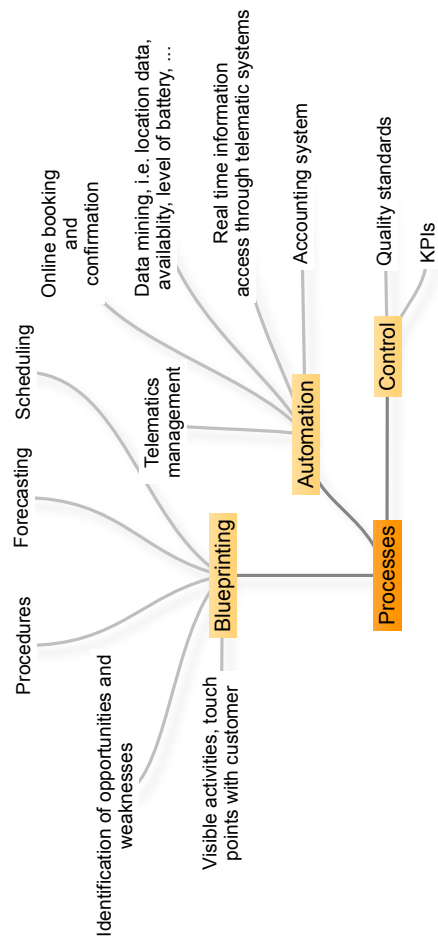 Online booking
and
confirmation
Data mining, i.e. location data,
availablity, level of battery, ...
Real time information
access through telematic systems
Accounting system
Quality standards
KPIs
Scheduling
Telematics
management
Automation
Control
Forecasting
Blueprinting
Processes
Procedures
Identification of opportunities and
weaknesses
Visible activities, touch
points with customer